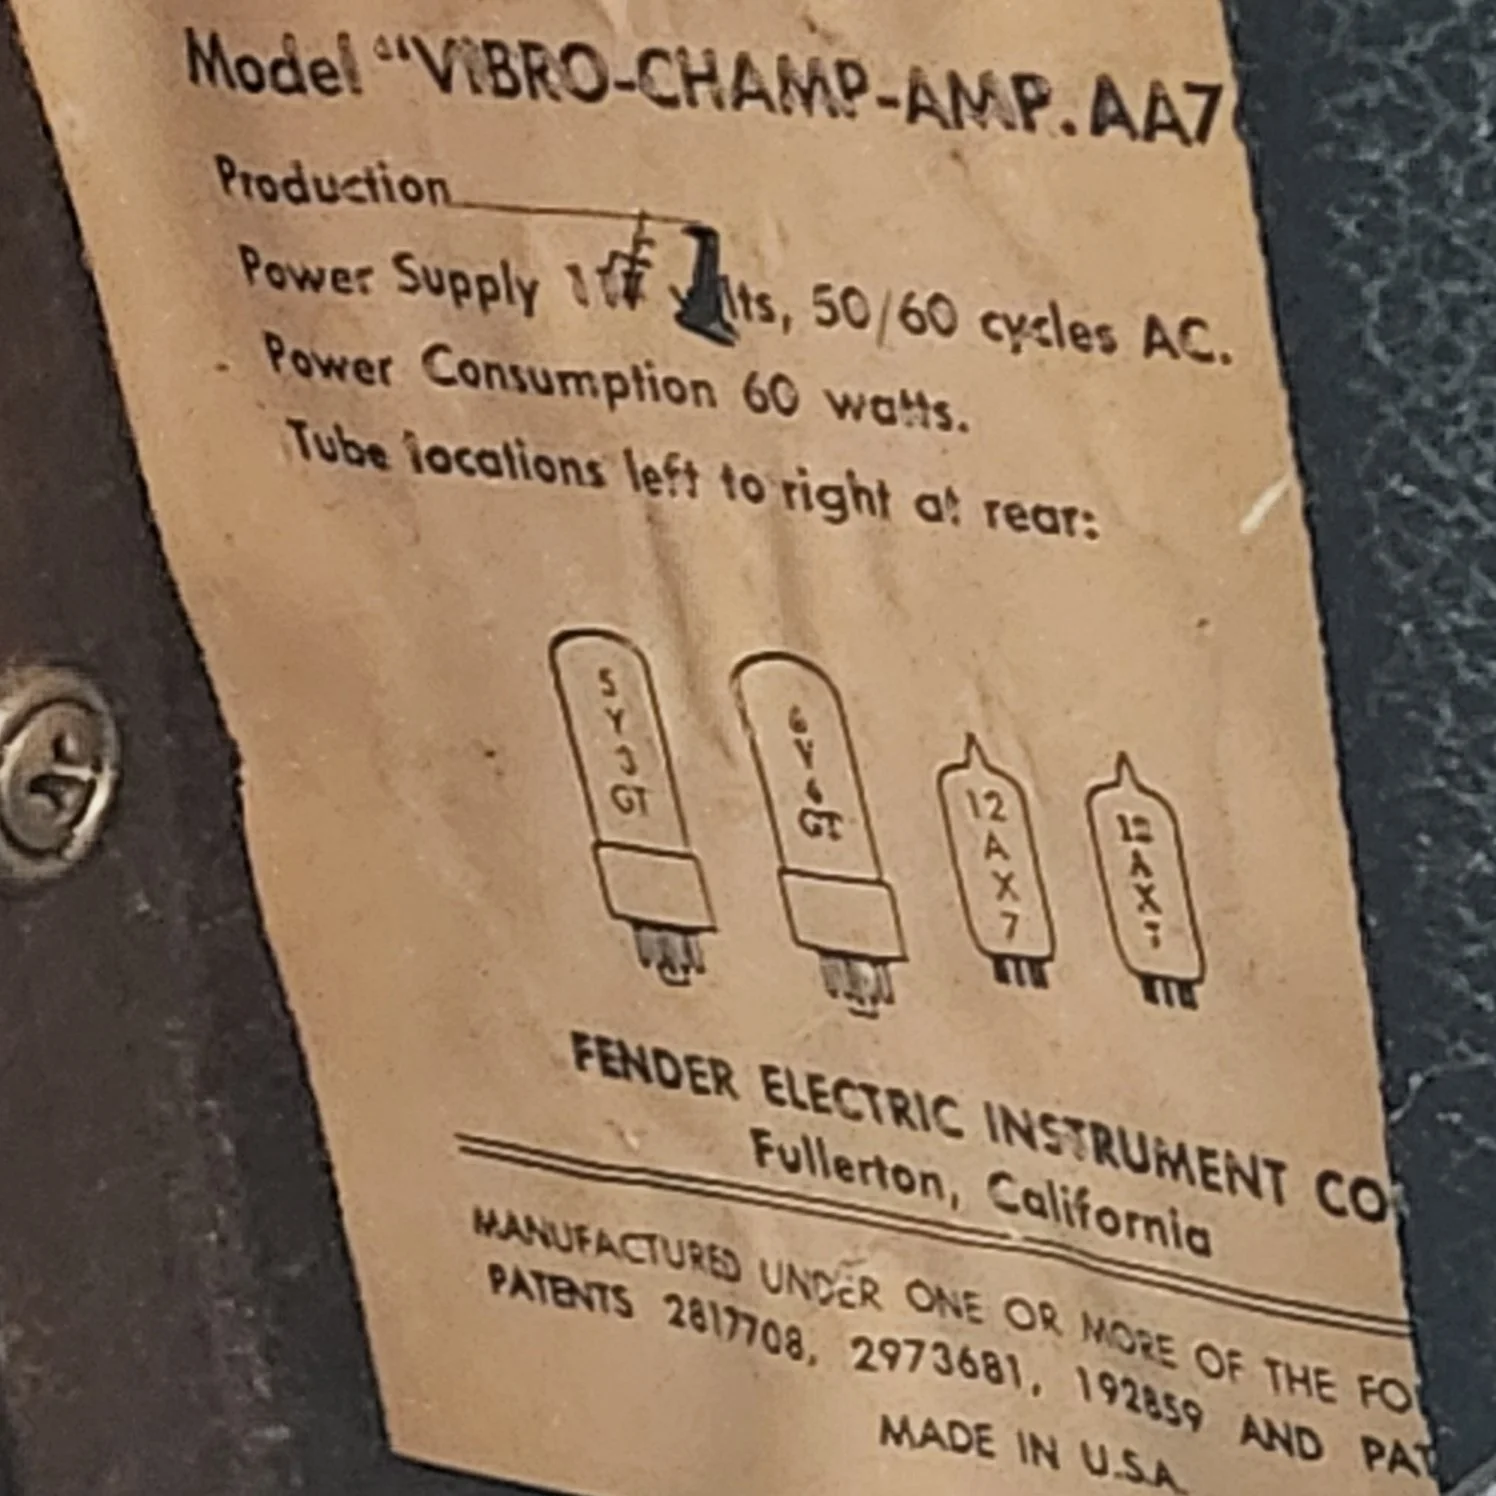 Model "VIBRO-CHAMP-AMP. AA7
Production
Power Supply lts, 50/60 cycles AC.
Power Consumption 60 watts.
Tube locations left to right at rear:
5Y3GT 6V6GT 12AX7 12AX7
FENDER ELECTRIC INSTRUMENT CO
Fullerton, California
MANUFACTURED UNDER ONE OR MORE OF THE FO
PATENTS 2817708, 2973681, 192859 AND PAT
MADE IN U.S.A